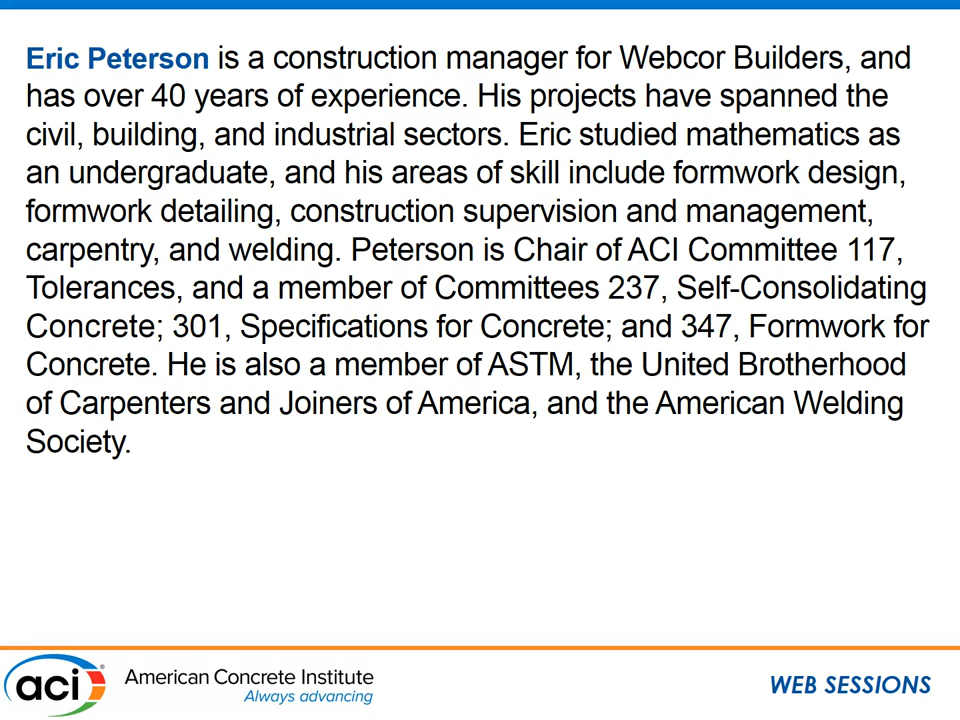 Eric Peterson is a construction manager for Webcor Builders, and
has over 40 years of experience. His projects have spanned the
civil, building, and industrial sectors. Eric studied mathematics as
an undergraduate, and his areas of skill include formwork design,
formwork detailing, construction supervision and management,
carpentry, and welding. Peterson is Chair of ACI Committee 117,
Tolerances, and a member of Committees 237, Self-Consolidating
Concrete; 301, Specifications for Concrete; and 347, Formwork for
Concrete. He is also a member of ASTM, the United Brotherhood
of Carpenters and Joiners of America, and the American Welding
Society.
aci
American Concrete Institute
Always advancing
WEB SESSIONS